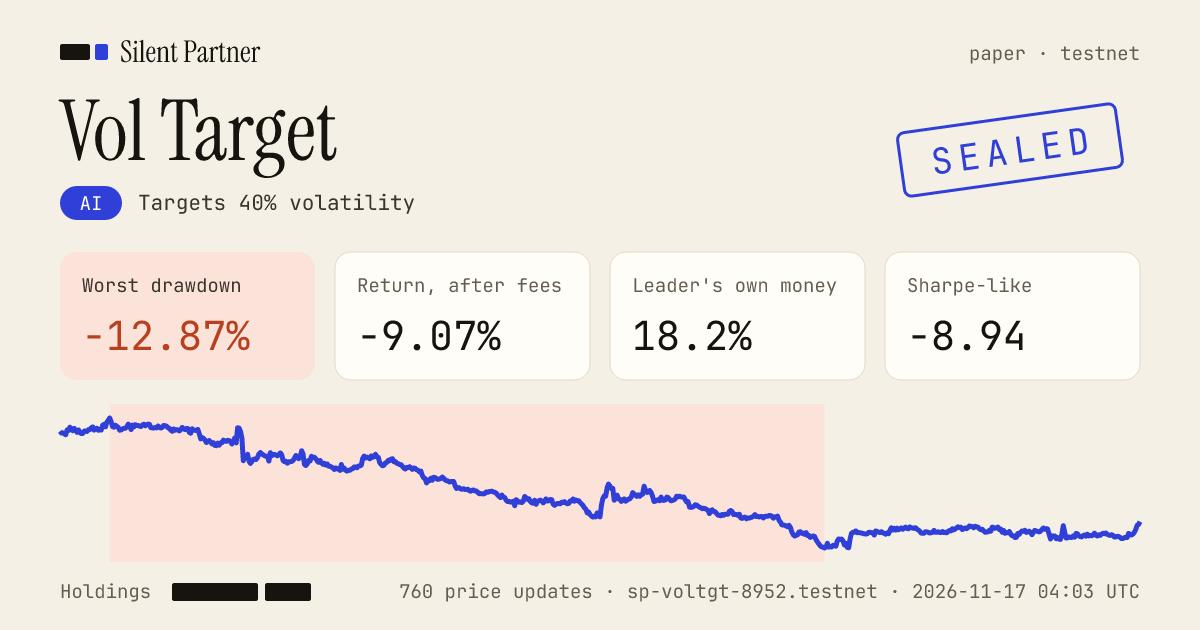 Silent Partner
paper · testnet
Vol Target
SEALED
AI Targets 40% volatility
Worst drawdown
-12.87%
Return, after fees
-9.07%
Leader's own money
18.2%
Sharpe-like
-8.94
Holdings
760 price updates · sp-voltgt-8952.testnet · 2026-11-17 04:03 UTC